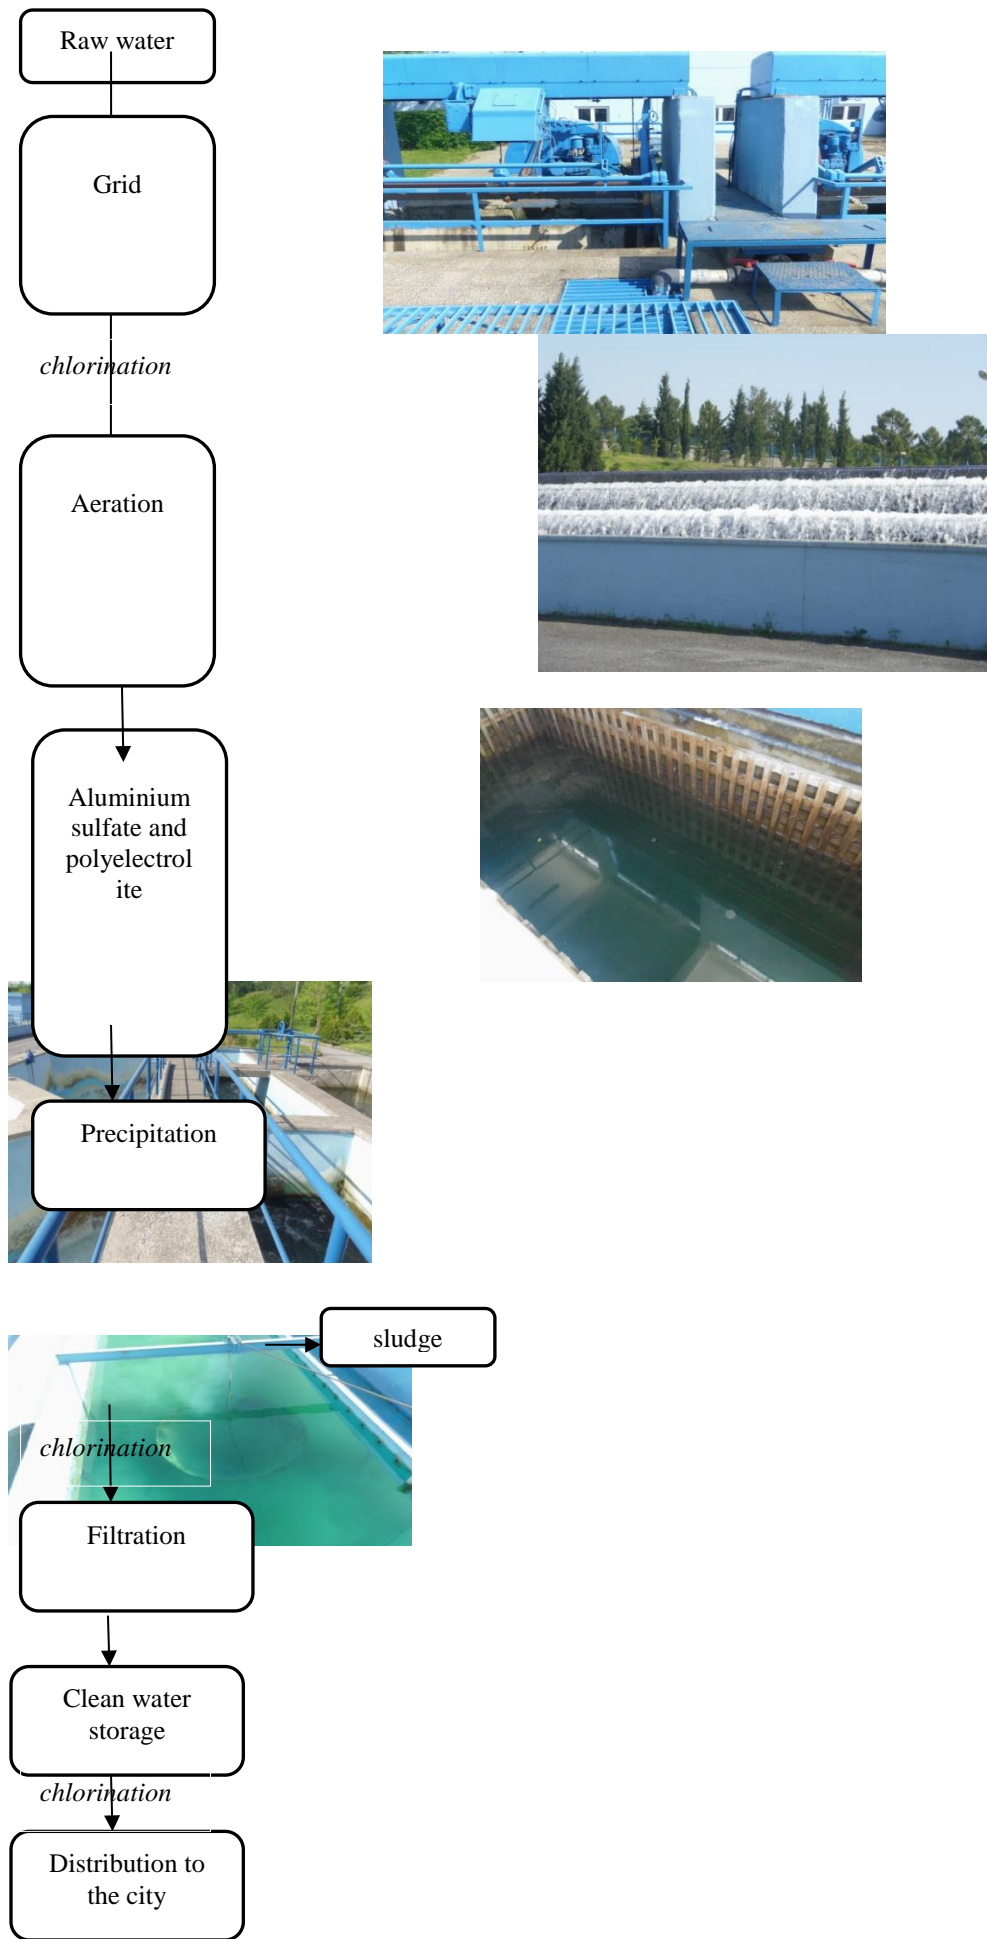 Raw water
Grid
chlorination
Aeration
Aluminium
sulfate and
polyelectrol
ite
Precipitation
sludge
chlorination
Filtration
Clean water
storage
chlorination
Distribution to
the city